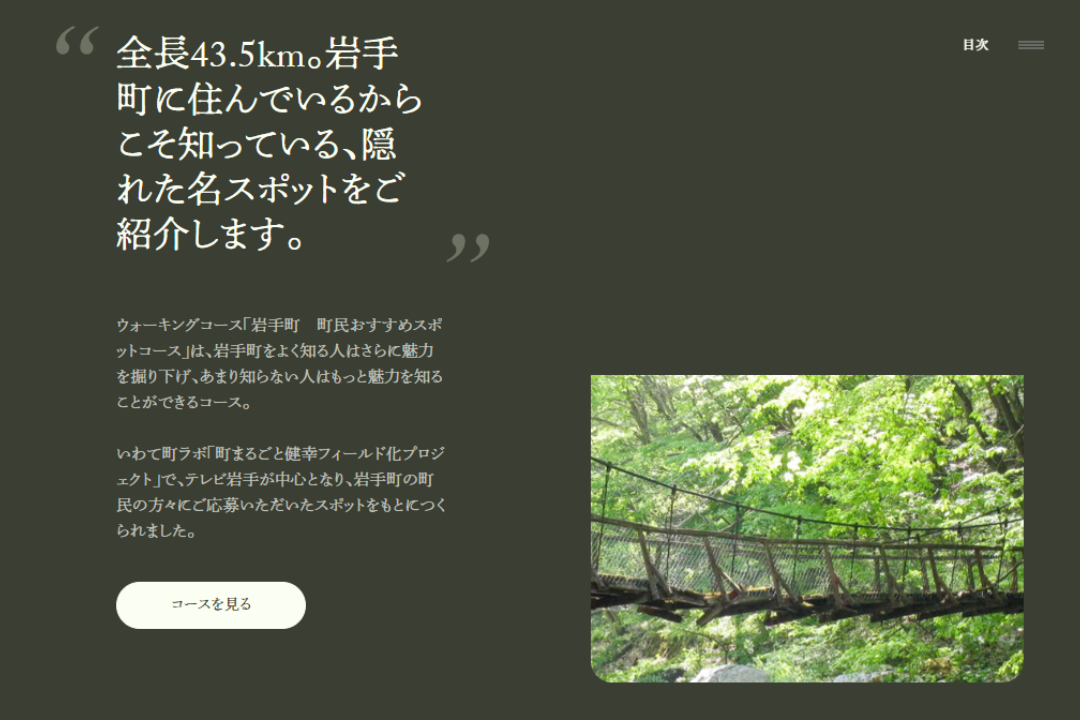 “
全長43.5km。岩手
町に住んでいるから
こそ知っている、隠
れた名スポットをご
紹介します。
”
目次
ウォーキングコース「岩手町　町民おすすめスポ
ットコース」は、岩手町をよく知る人はさらに魅力
を掘り下げ、あまり知らない人はもっと魅力を知る
ことができるコース。
いわて町ラボ「町まるごと健幸フィールド化プロジ
ェクト」で、テレビ岩手が中心となり、岩手町の町
民の方々にご応募いただいたスポットをもとにつく
られました。
コースを見る